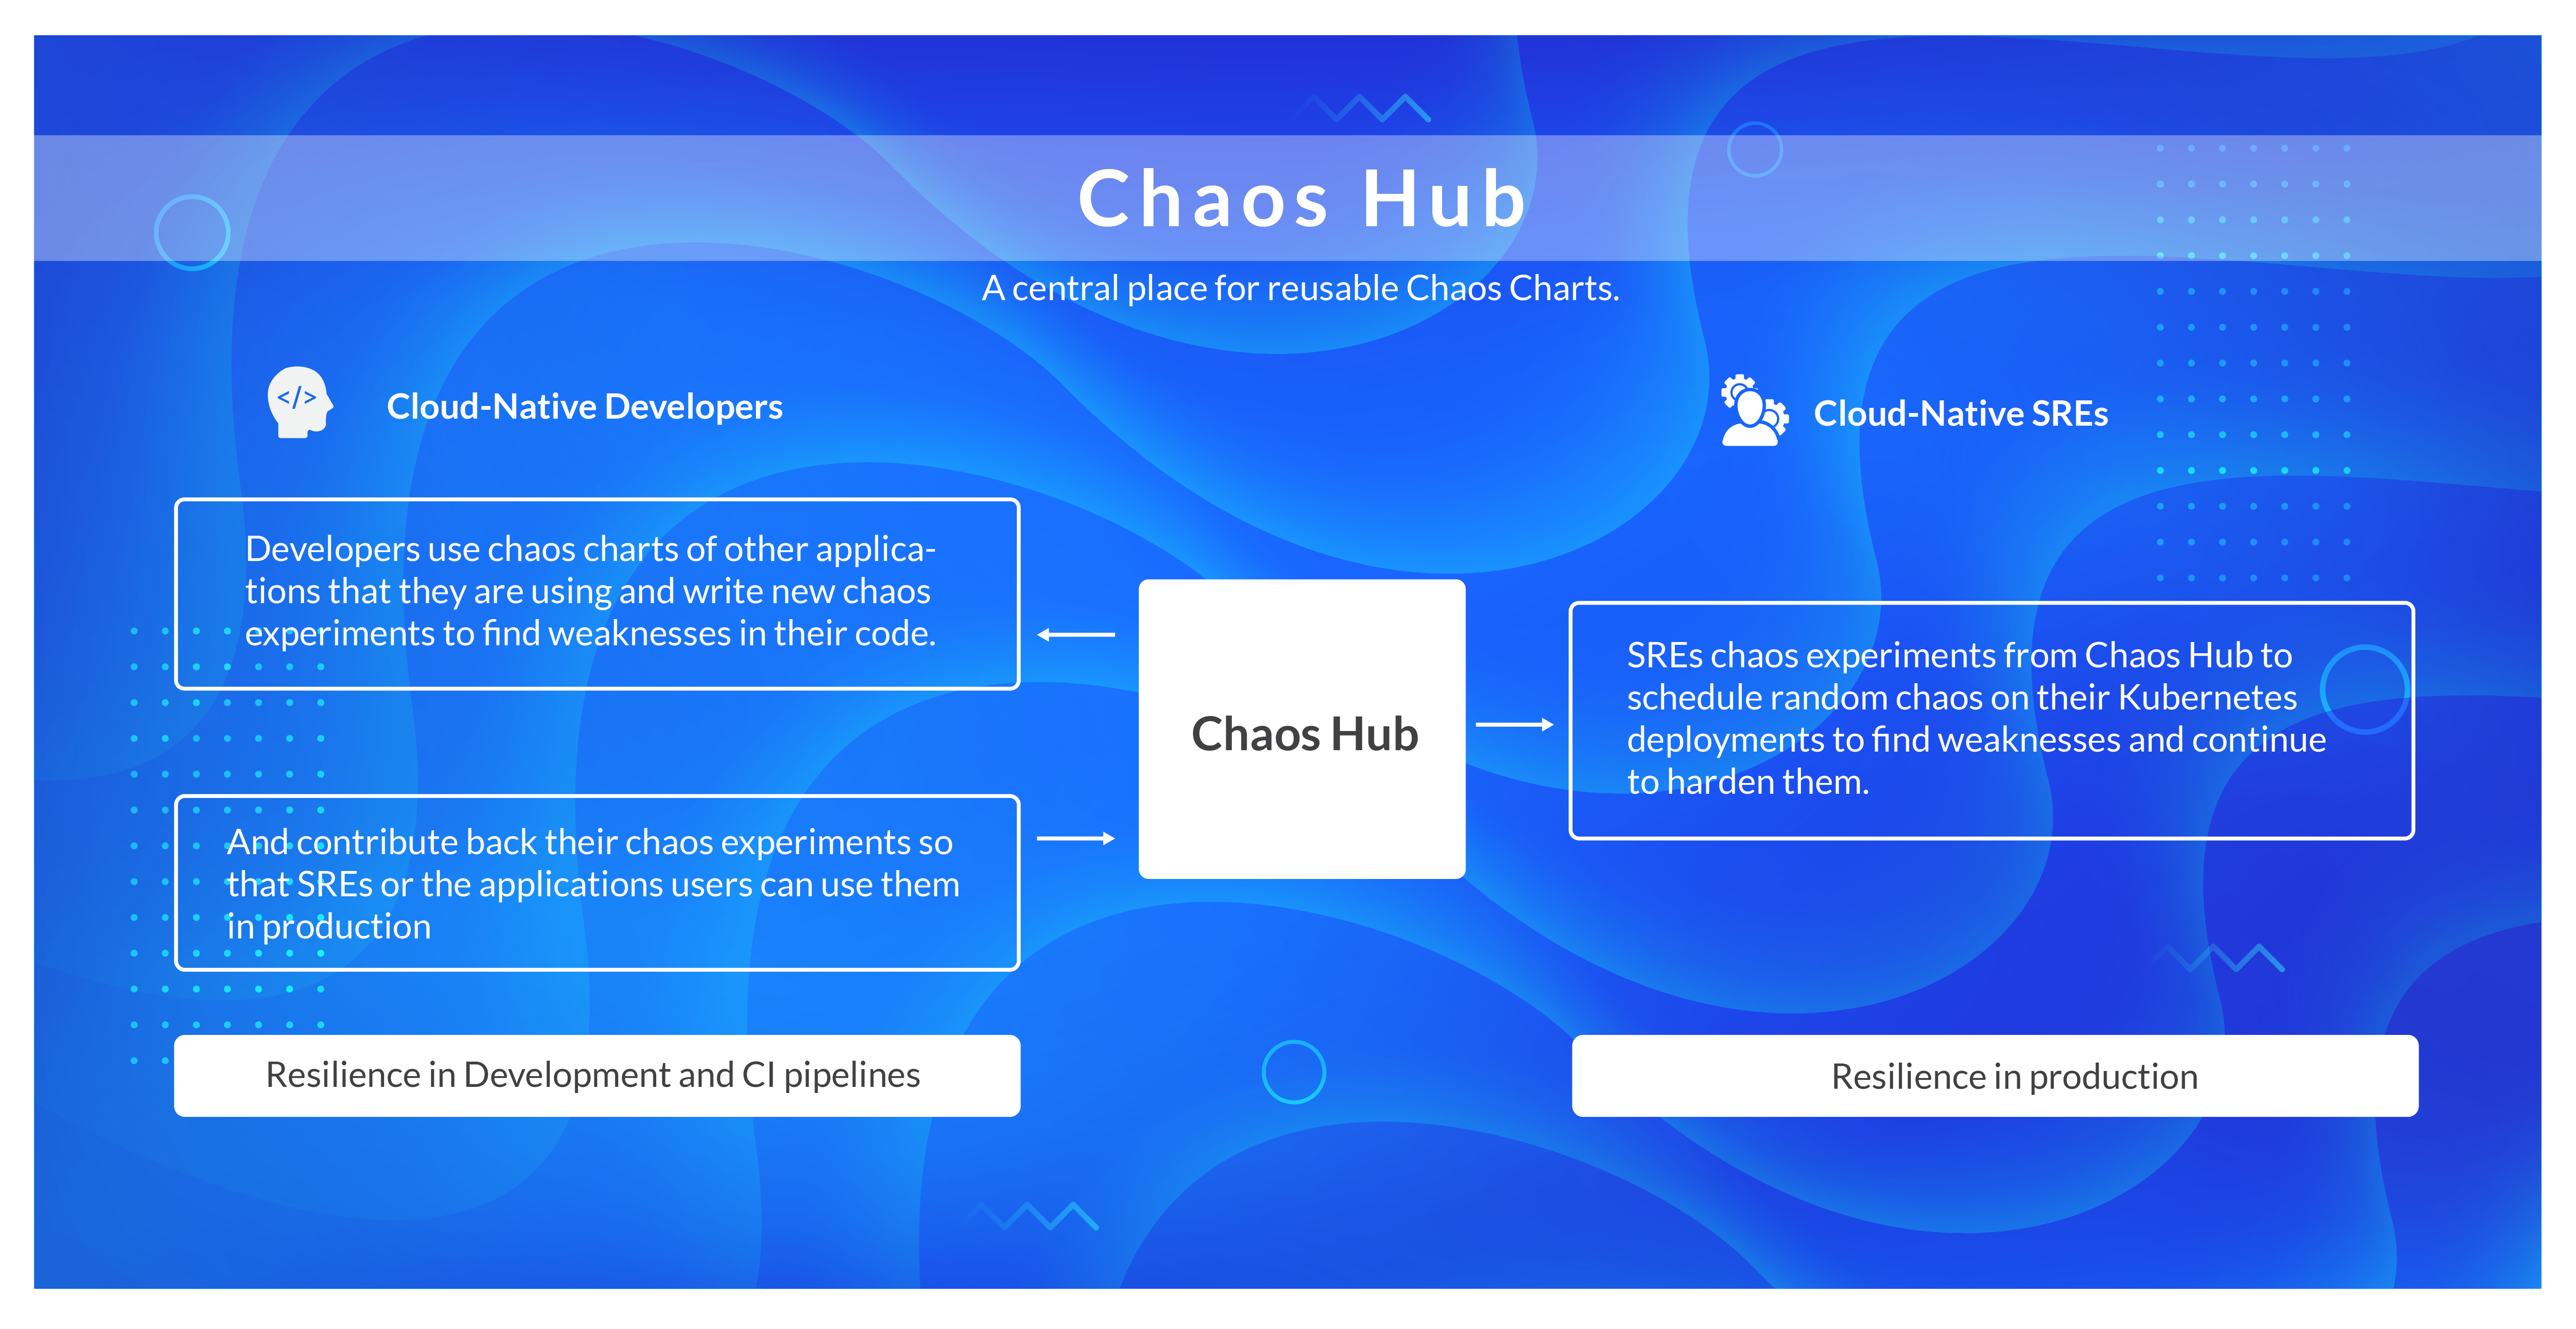 Chaos Hub
A central place for reusable Chaos Charts.
</>
Cloud-Native Developers
Developers use chaos charts of other applica-
tions that they are using and write new chaos
experiments to find weaknesses in their code.
And contribute back their chaos experiments so
that SREs or the applications users can use them
in production
Resilience in Development and CI pipelines
Chaos Hub
Cloud-Native SREs
SREs chaos experiments from Chaos Hub to
schedule random chaos on their Kubernetes
deployments to find weaknesses and continue
to harden them.
Resilience in production